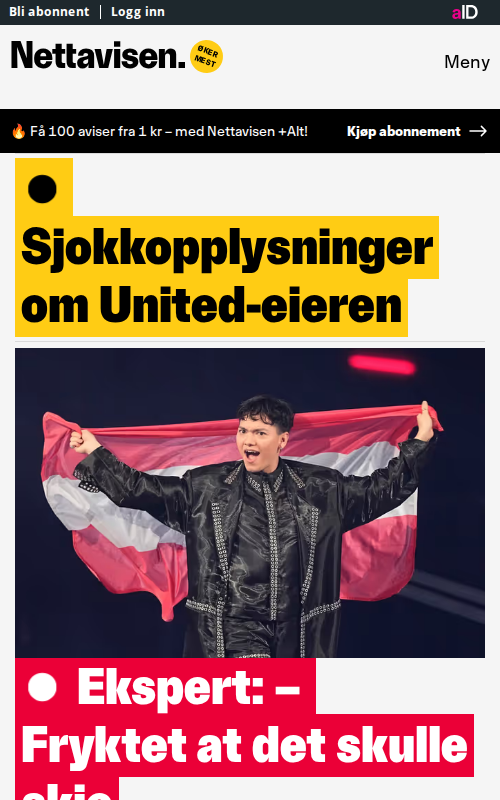 Bli abonnent | Logg inn
aID
Nettavisen. ØKER MEST
Meny
🔥 Få 100 aviser fra 1 kr – med Nettavisen +Alt! Kjøp abonnement →
Sjokkopplysninger
om United-eieren
Ekspert: –
Fryktet at det skulle
skje